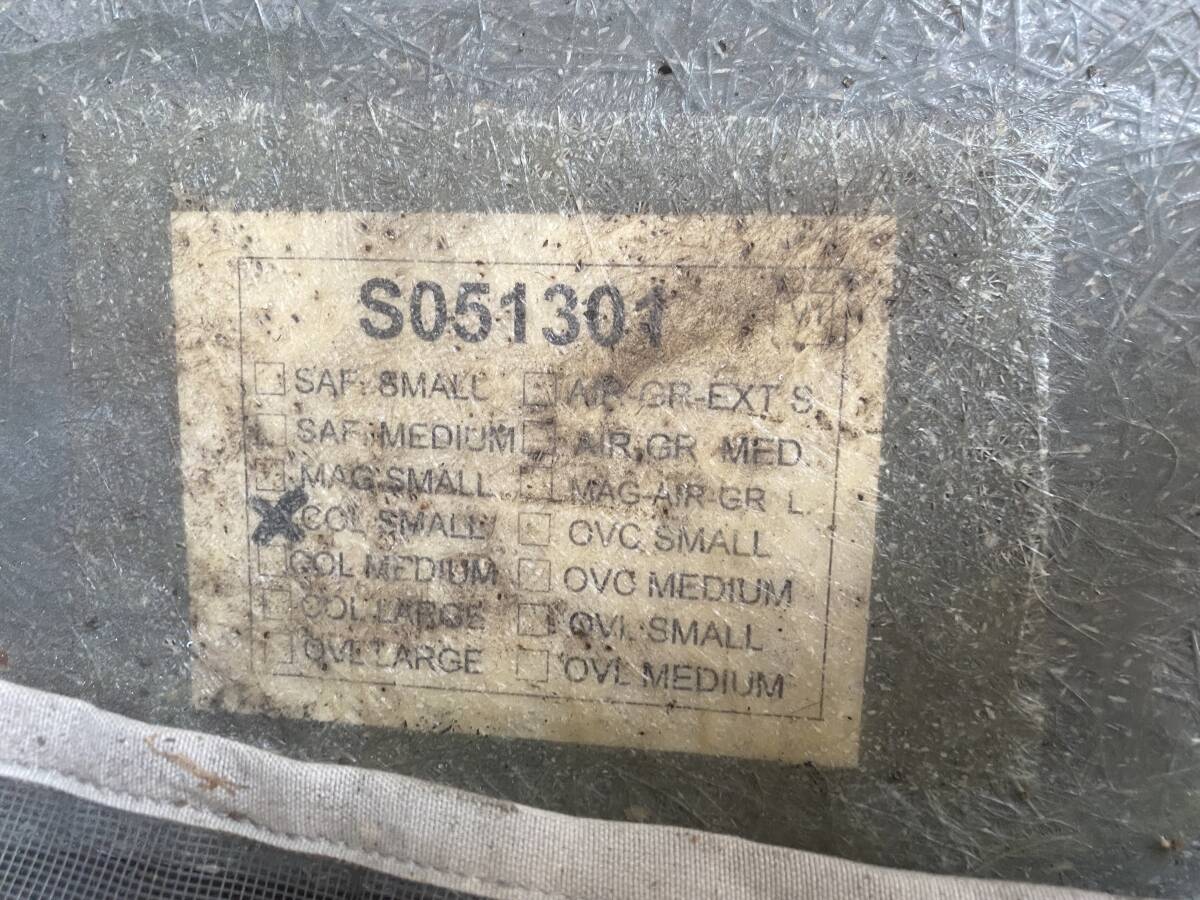 S051301
SAF. SMALL AIR-GR-EXT S.
SAF. MEDIUM AIR.GR MED.
MAG.SMALL MAG-AIR-GR L.
COL SMALL OVC SMALL
COL MEDIUM OVC MEDIUM
COL LARGE OVL SMALL
OVL LARGE OVL MEDIUM